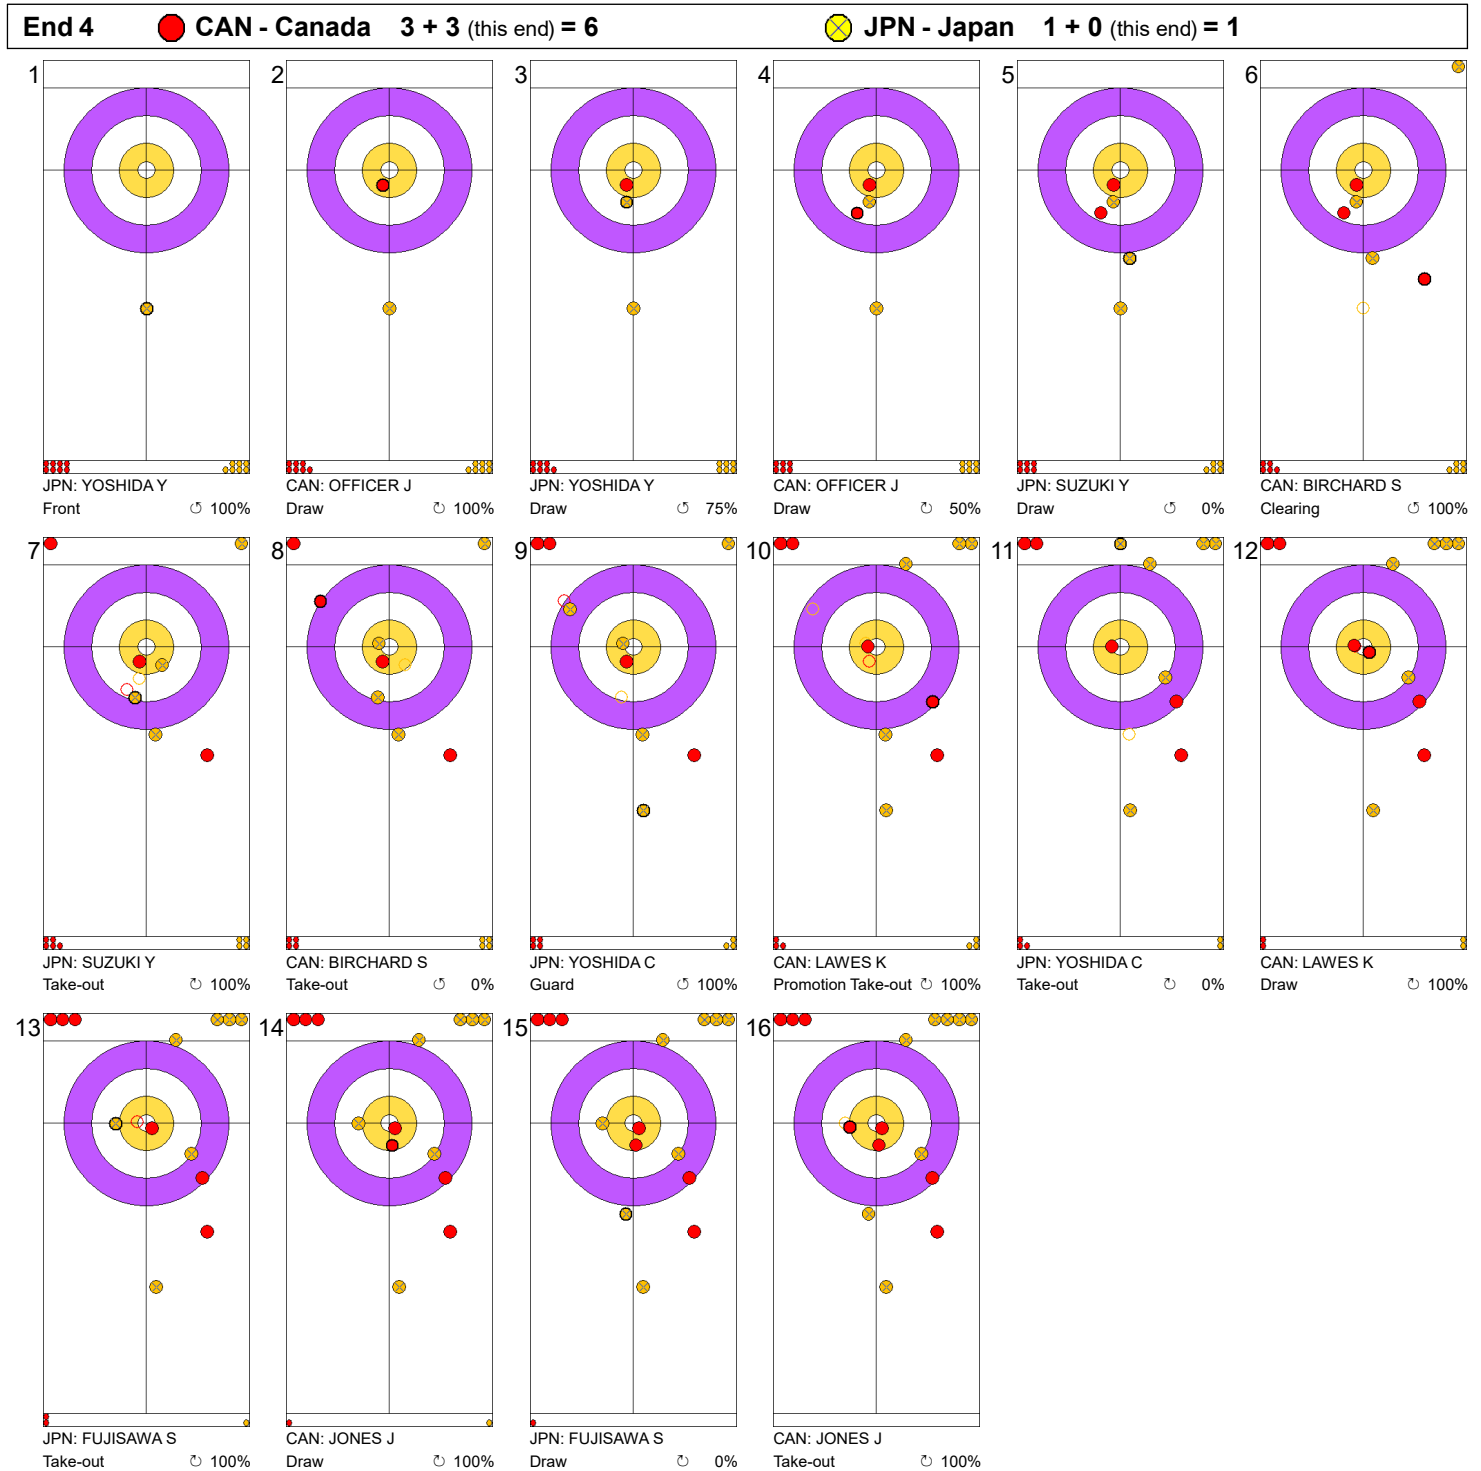 End 4 CAN - Canada 3 + 3 (this end) = 6 JPN - Japan 1 + 0 (this end) = 1
1 2 3 4 5 6
JPN: YOSHIDA Y CAN: OFFICER J JPN: YOSHIDA Y CAN: OFFICER J JPN: SUZUKI Y CAN: BIRCHARD S
Front ↺ 100% Draw ↻ 100% Draw ↺ 75% Draw ↻ 50% Draw ↺ 0% Clearing ↺ 100%
7 8 9 10 11 12
JPN: SUZUKI Y CAN: BIRCHARD S JPN: YOSHIDA C CAN: LAWES K JPN: YOSHIDA C CAN: LAWES K
Take-out ↻ 100% Take-out ↺ 0% Guard ↺ 100% Promotion Take-out ↻ 100% Take-out ↻ 0% Draw ↻ 100%
13 14 15 16
JPN: FUJISAWA S CAN: JONES J JPN: FUJISAWA S CAN: JONES J
Take-out ↻ 100% Draw ↻ 100% Draw ↻ 0% Take-out ↻ 100%